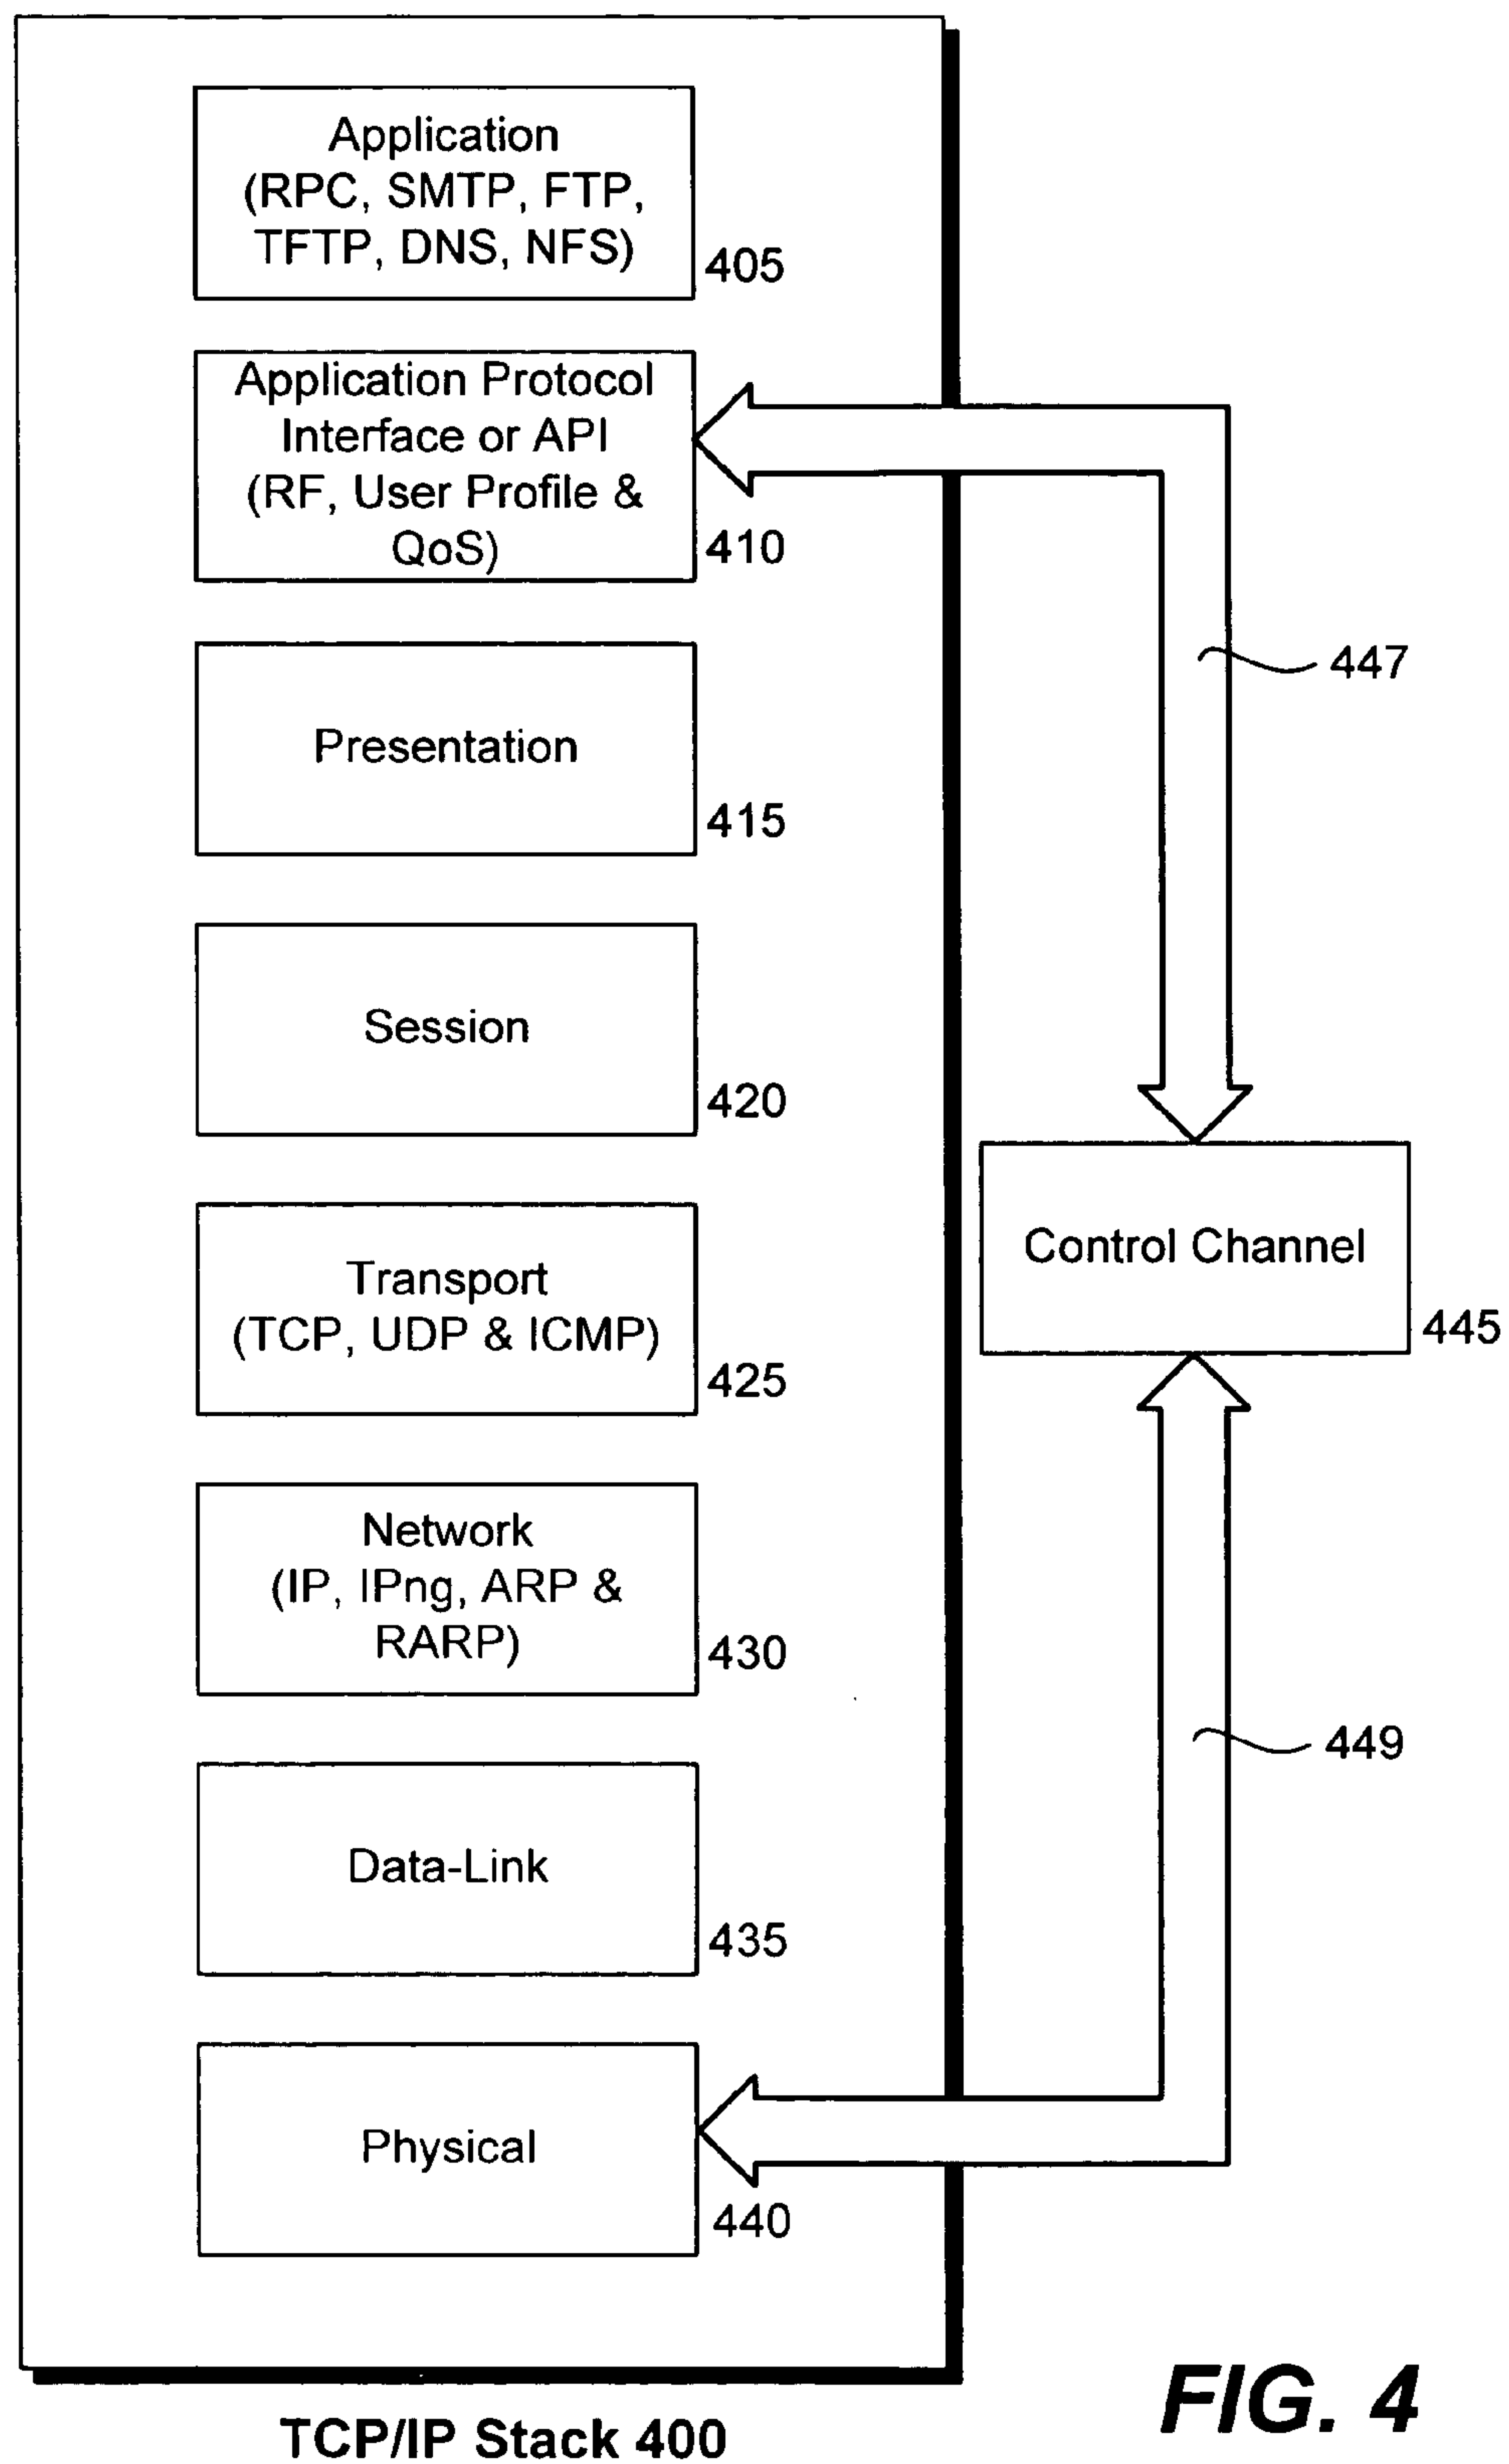 Application
(RPC, SMTP, FTP,
TFTP, DNS, NFS)
405
Application Protocol
Interface or API
(RF, User Profile &
QoS)
410
447
Presentation
415
Session
420
Control Channel
445
Transport
(TCP, UDP & ICMP)
425
Network
(IP, IPng, ARP &
RARP)
430
449
Data-Link
435
Physical
440
TCP/IP Stack 400
FIG. 4